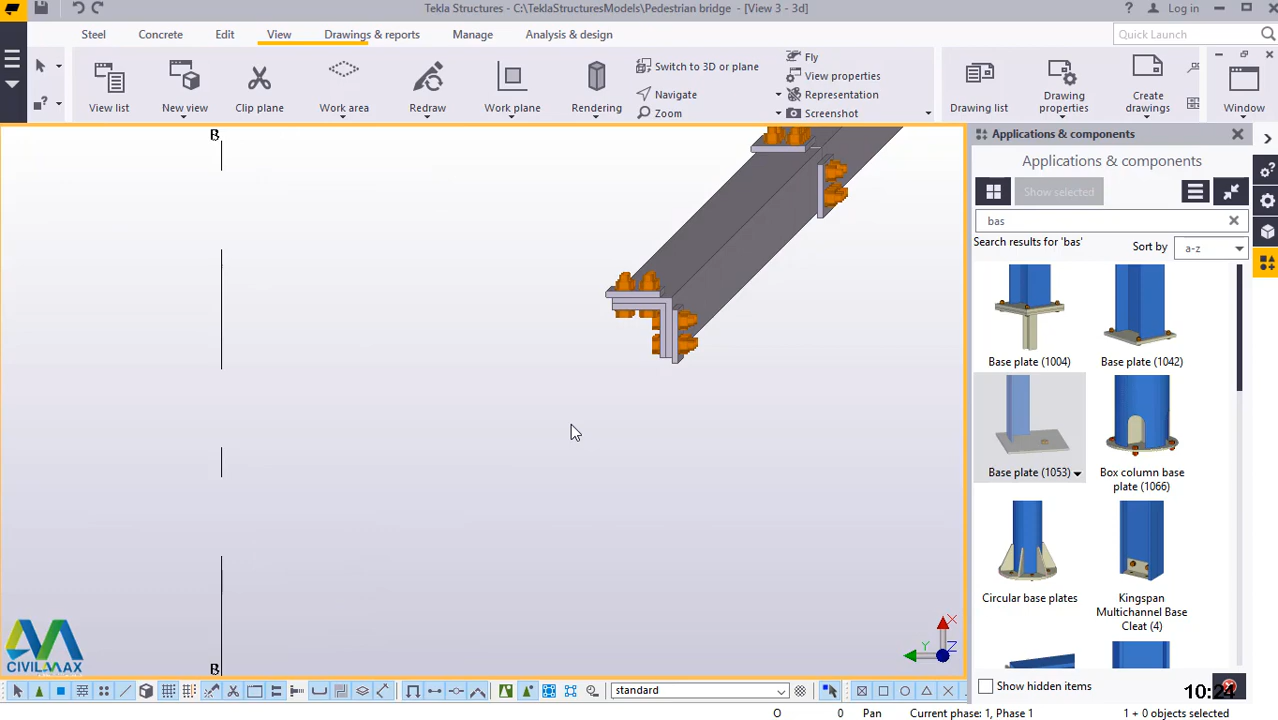 Tekla Structures - C:\TeklaStructuresModels\Pedestrian bridge - [View 3 - 3d]
? Log in
Steel Concrete Edit View Drawings & reports Manage Analysis & design
Quick Launch
View list
New view
Clip plane
Work area
Redraw
Work plane
Rendering
Switch to 3D or plane
Navigate
Zoom
Fly
View properties
Representation
Screenshot
Drawing list
Drawing properties
Create drawings
Window
B
B
CIVILMAX
X
Y
Z
Applications & components
Applications & components
Show selected
bas
Search results for 'bas'
Sort by a-z
Base plate (1004)
Base plate (1042)
Base plate (1053)
Box column base
plate (1066)
Circular base plates
Kingspan
Multichannel Base
Cleat (4)
Show hidden items
standard
O 0 Pan Current phase: 1, Phase 1 1 + 0 objects selected